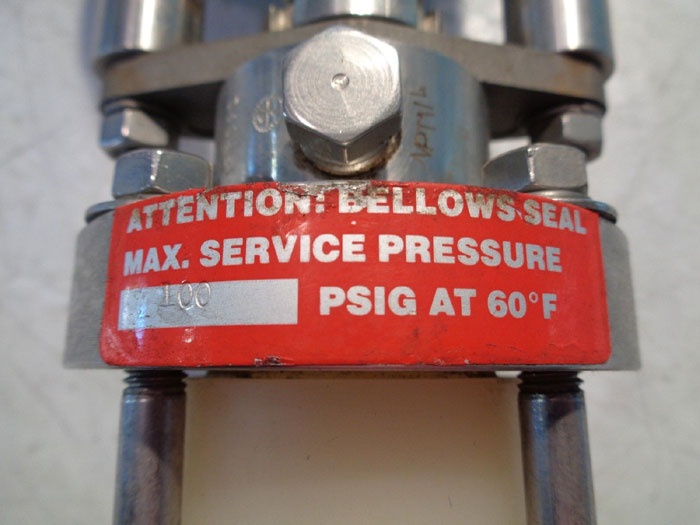 ATTENTION! BELLOWS SEAL
MAX. SERVICE PRESSURE
100 PSIG AT 60°F